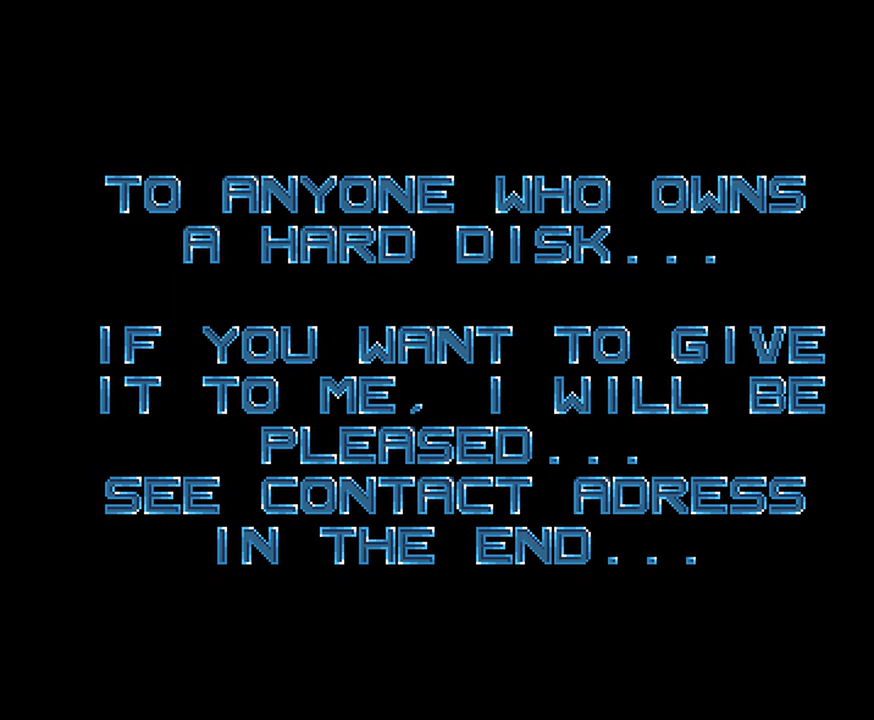 TO ANYONE WHO OWNS
A HARD DISK...
IF YOU WANT TO GIVE
IT TO ME, I WILL BE
PLEASED...
SEE CONTACT ADRESS
IN THE END...